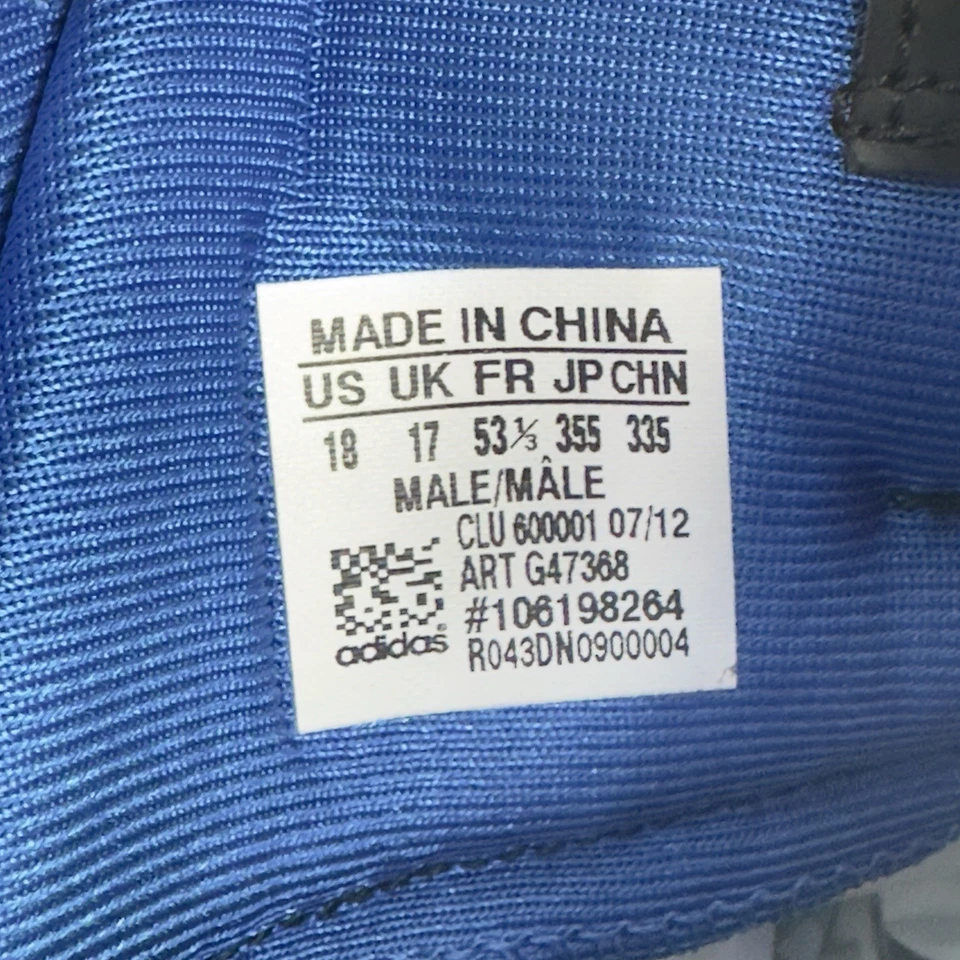 MADE IN CHINA
US UK FR JP CHN
18 17 53⅓ 355 335
MALE/MÂLE
CLU 600001 07/12
ART G47368
#106198264
adidas® R043DN0900004